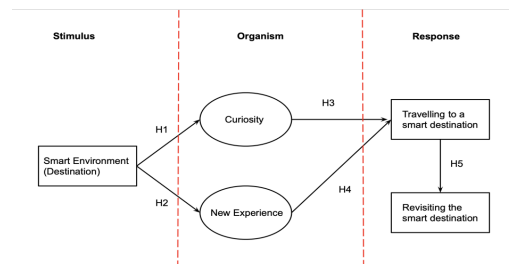 Stimulus
Organism
Response
H1
H2
H3
H4
H5
Smart Environment
(Destination)
Curiosity
New Experience
Travelling to a
smart destination
Revisiting the
smart destination